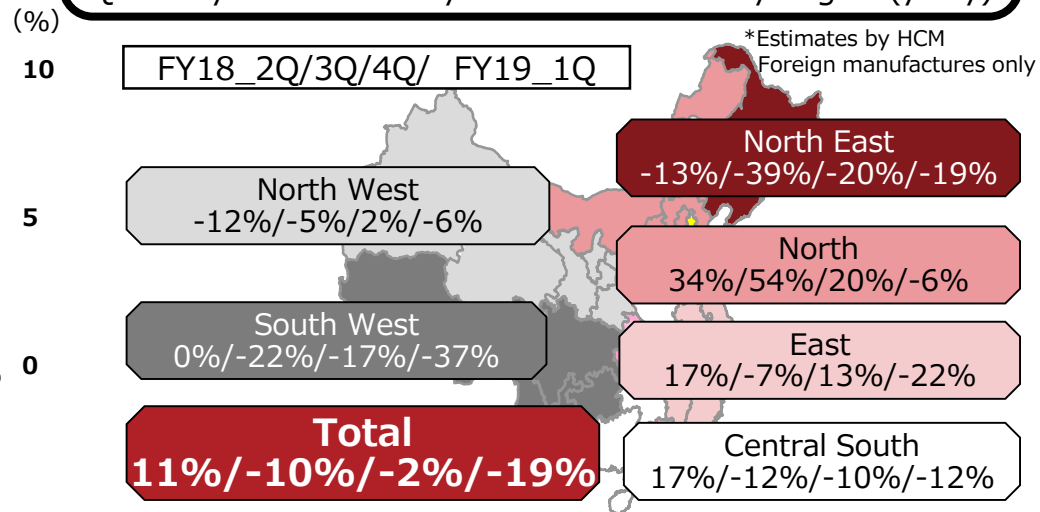 (%)
*Estimates by HCM
Foreign manufactures only
10
FY18_2Q/3Q/4Q/ FY19_1Q
North East
-13%/-39%/-20%/-19%
North West
-12%/-5%/2%/-6%
5
North
34%/54%/20%/-6%
South West
0%/-22%/-17%/-37%
0
East
17%/-7%/13%/-22%
Total
11%/-10%/-2%/-19%
Central South
17%/-12%/-10%/-12%